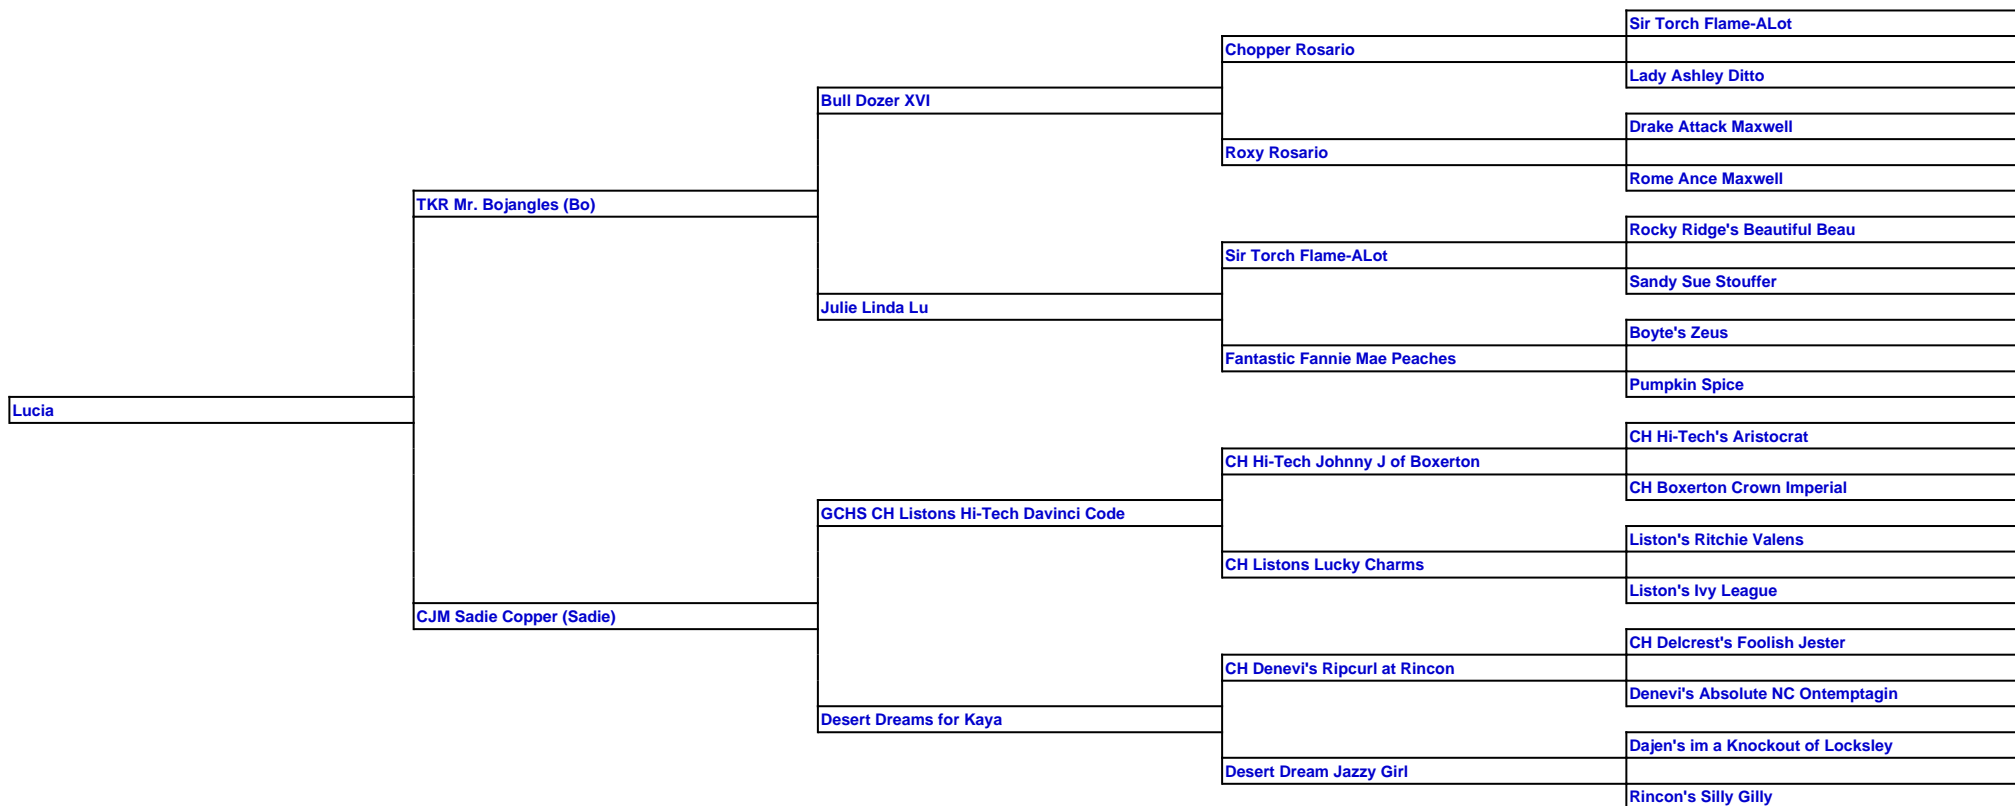 Sir Torch Flame-ALot
Chopper Rosario
Lady Ashley Ditto
Bull Dozer XVI
Drake Attack Maxwell
Roxy Rosario
Rome Ance Maxwell
TKR Mr. Bojangles (Bo)
Rocky Ridge's Beautiful Beau
Sir Torch Flame-ALot
Sandy Sue Stouffer
Julie Linda Lu
Boyte's Zeus
Fantastic Fannie Mae Peaches
Pumpkin Spice
Lucia
CH Hi-Tech's Aristocrat
CH Hi-Tech Johnny J of Boxerton
CH Boxerton Crown Imperial
GCHS CH Listons Hi-Tech Davinci Code
Liston's Ritchie Valens
CH Listons Lucky Charms
Liston's Ivy League
CJM Sadie Copper (Sadie)
CH Delcrest's Foolish Jester
CH Denevi's Ripcurl at Rincon
Denevi's Absolute NC Ontemptagin
Desert Dreams for Kaya
Dajen's im a Knockout of Locksley
Desert Dream Jazzy Girl
Rincon's Silly Gilly